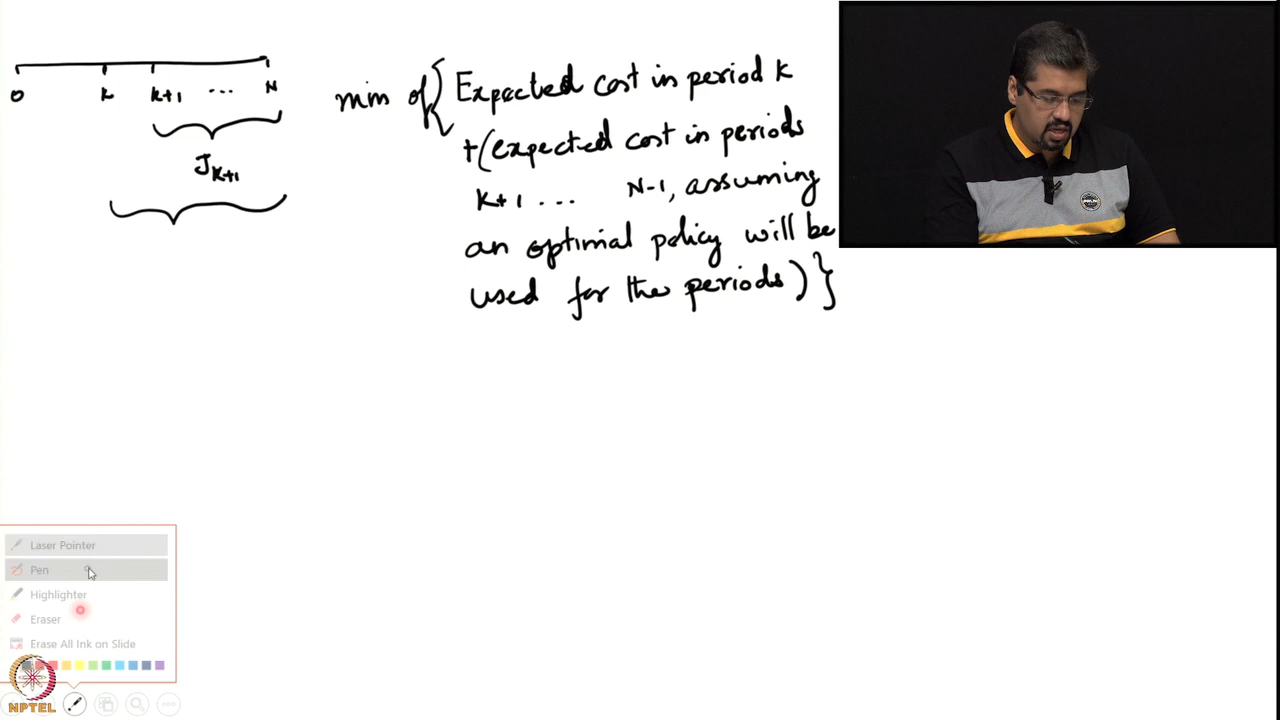 0 k k+1 ... N
J_{k+1}
min of { Expected cost in period k
+ (expected cost in periods
k+1 ... N-1, assuming
an optimal policy will be
used for the periods ) }
Laser Pointer
Pen
Highlighter
Eraser
Erase All Ink on Slide
NPTEL